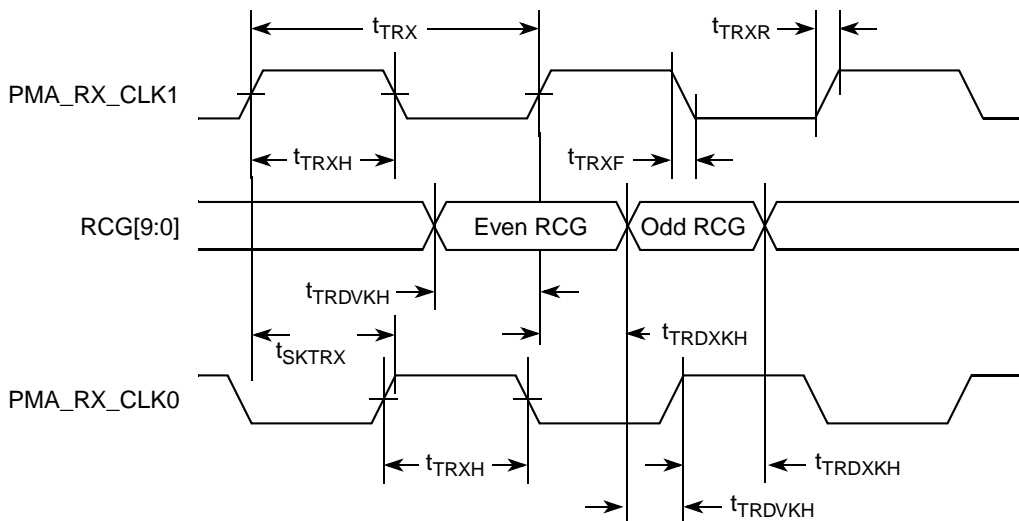 tTRX
tTRXR
PMA_RX_CLK1
tTRXH
tTRXF
RCG[9:0]
Even RCG
Odd RCG
tTRDVKH
tTRDXKH
tSKTRX
PMA_RX_CLK0
tTRXH
tTRDXKH
tTRDVKH